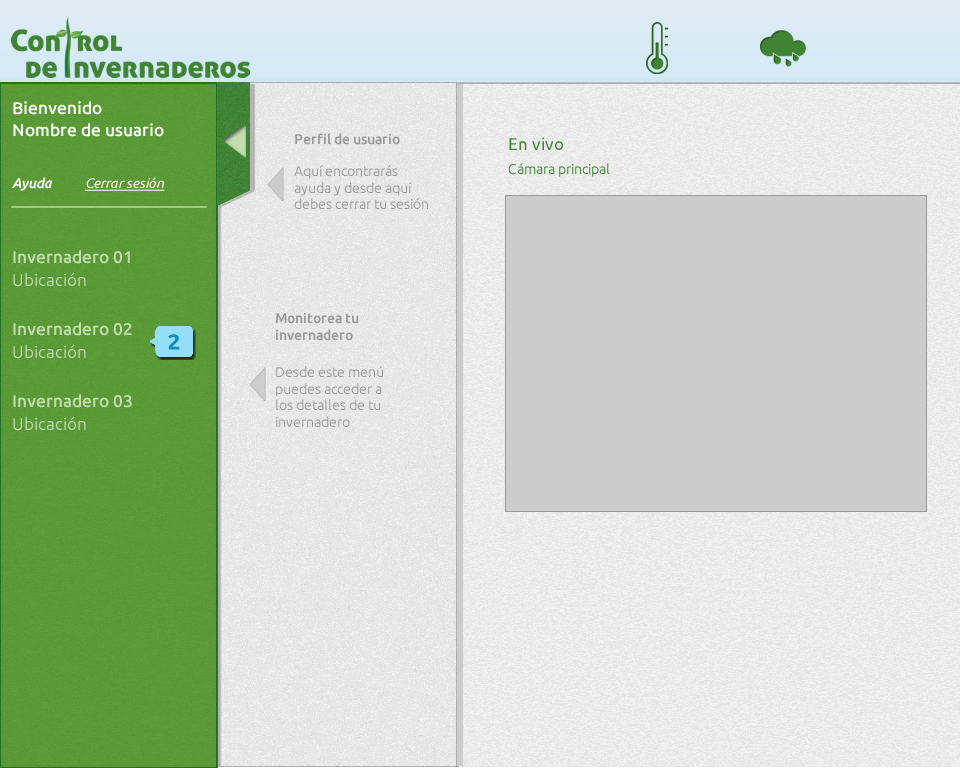 Control
de Invernaderos
Bienvenido
Nombre de usuario
Ayuda Cerrar sesión
Invernadero 01
Ubicación
Invernadero 02
Ubicación
2
Invernadero 03
Ubicación
Perfil de usuario
Aquí encontrarás
ayuda y desde aquí
debes cerrar tu sesión
Monitorea tu
invernadero
Desde este menú
puedes acceder a
los detalles de tu
invernadero
En vivo
Cámara principal